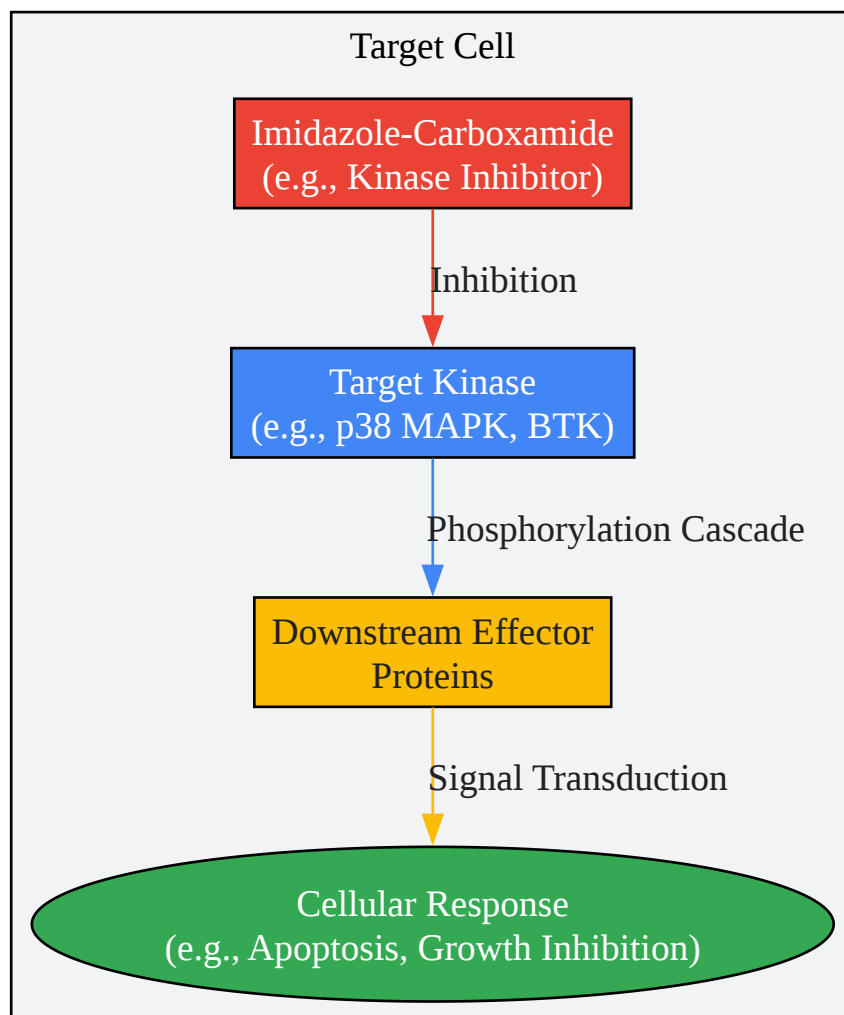 Target Cell
Imidazole-Carboxamide
(e.g., Kinase Inhibitor)
Inhibition
Target Kinase
(e.g., p38 MAPK, BTK)
Phosphorylation Cascade
Downstream Effector
Proteins
Signal Transduction
Cellular Response
(e.g., Apoptosis, Growth Inhibition)